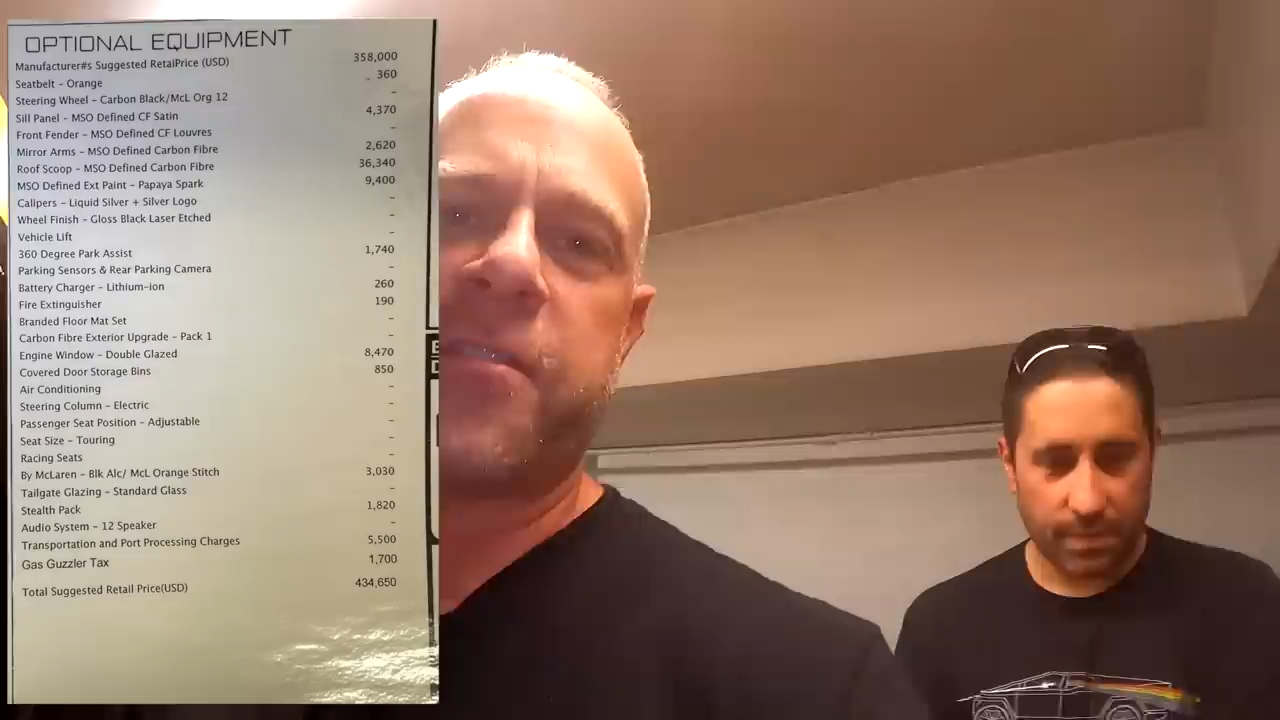 OPTIONAL EQUIPMENT
Manufacturer#s Suggested RetaiPrice (USD) 358,000
Seatbelt - Orange 360
Steering Wheel - Carbon Black/McL Org 12 -
Sill Panel - MSO Defined CF Satin 4,370
Front Fender - MSO Defined CF Louvres -
Mirror Arms - MSO Defined Carbon Fibre 2,620
Roof Scoop - MSO Defined Carbon Fibre 36,340
MSO Defined Ext Paint - Papaya Spark 9,400
Calipers - Liquid Silver + Silver Logo -
Wheel Finish - Gloss Black Laser Etched -
Vehicle Lift -
360 Degree Park Assist 1,740
Parking Sensors & Rear Parking Camera -
Battery Charger - Lithium-ion 260
Fire Extinguisher 190
Branded Floor Mat Set -
Carbon Fibre Exterior Upgrade - Pack 1 -
Engine Window - Double Glazed 8,470
Covered Door Storage Bins 850
Air Conditioning -
Steering Column - Electric -
Passenger Seat Position - Adjustable -
Seat Size - Touring -
Racing Seats -
By McLaren - Blk Alc/ McL Orange Stitch 3,030
Tailgate Glazing - Standard Glass -
Stealth Pack 1,820
Audio System - 12 Speaker -
Transportation and Port Processing Charges 5,500
Gas Guzzler Tax 1,700
Total Suggested Retail Price(USD) 434,650